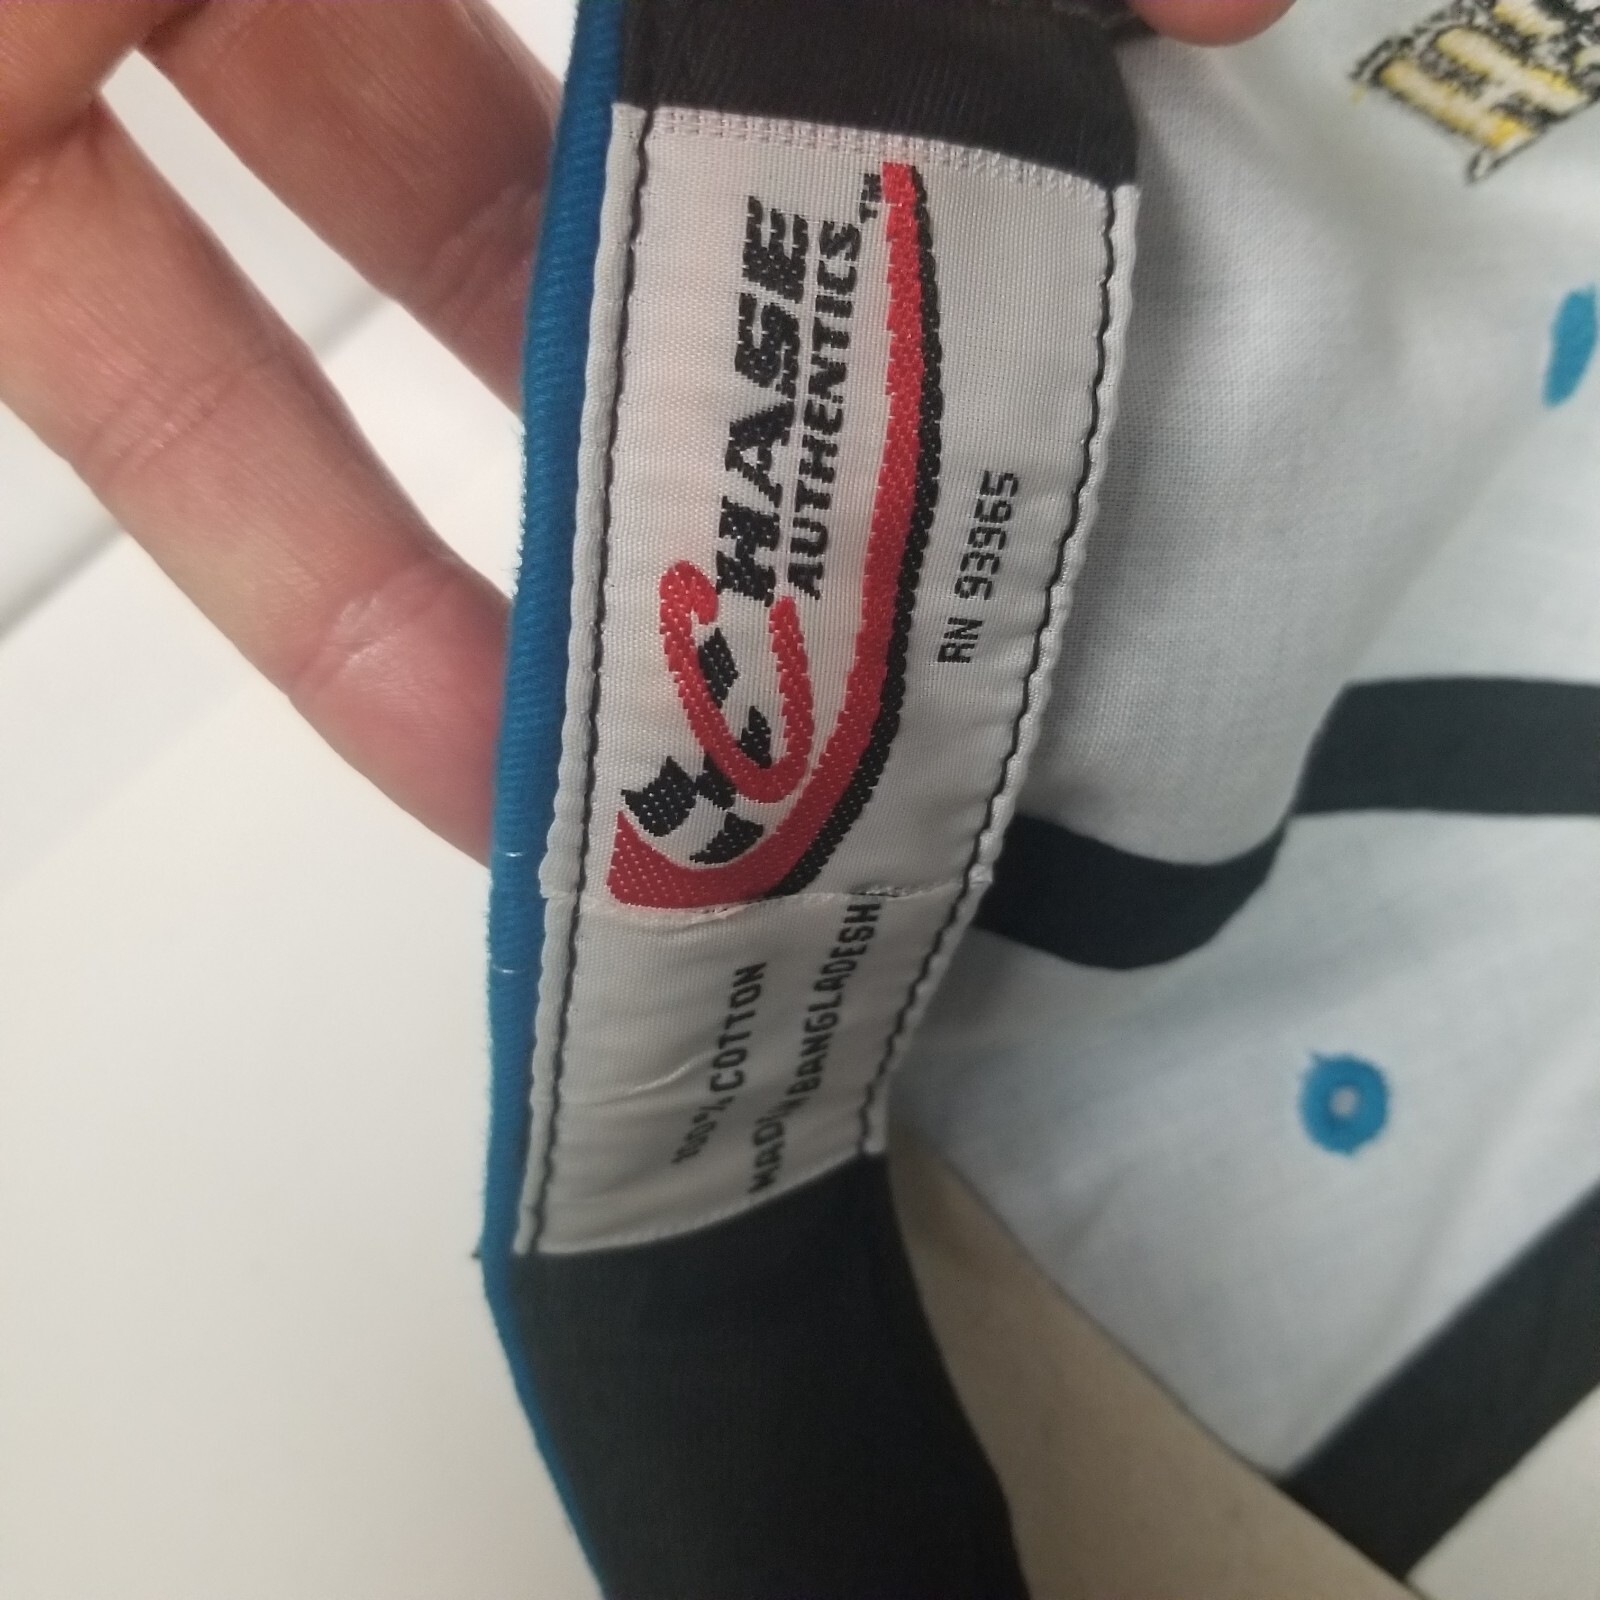 CHASE
AUTHENTICS™
RN 93965
100% COTTON
MADE IN BANGLADESH